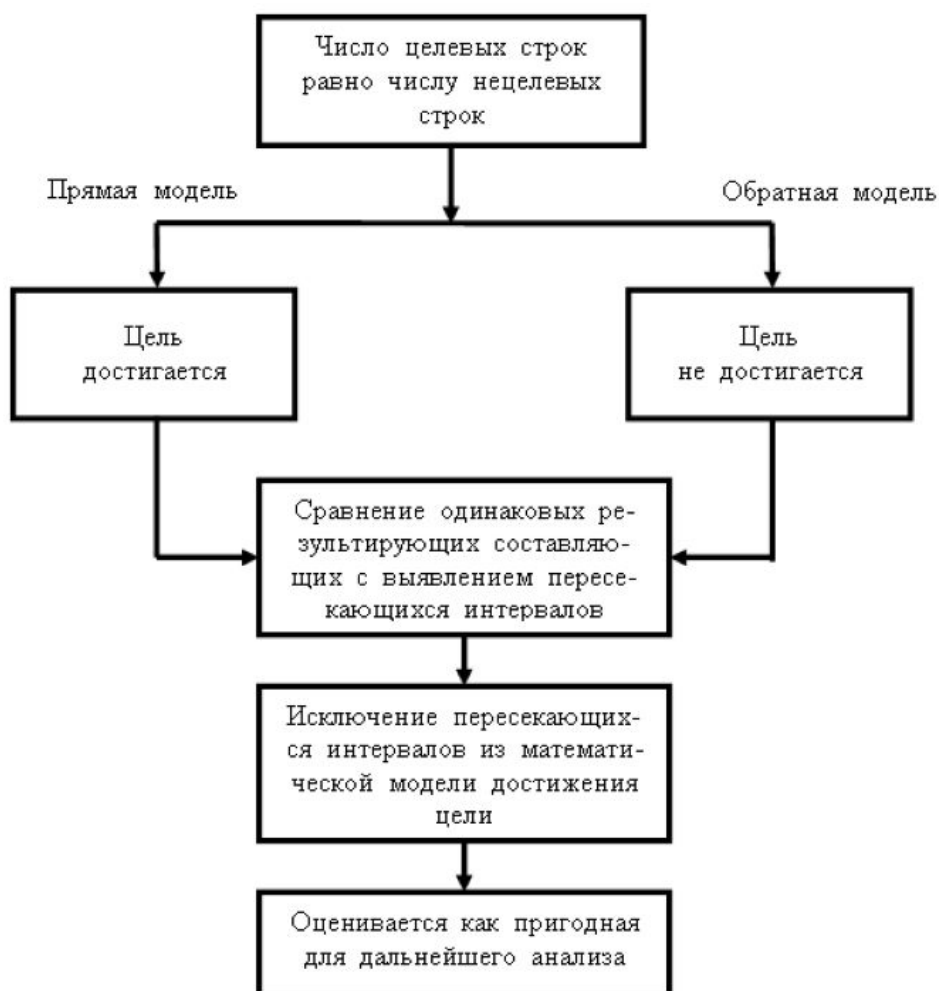 Число целевых строк
равно числу нецелевых
строк
Прямая модель
Обратная модель
Цель
достигается
Цель
не достигается
Сравнение одинаковых ре-
зультирующих составляю-
щих с выявлением пересе-
кающихся интервалов
Исключение пересекающих-
ся интервалов из математи-
ческой модели достижения
цели
Оценивается как пригодная
для дальнейшего анализа